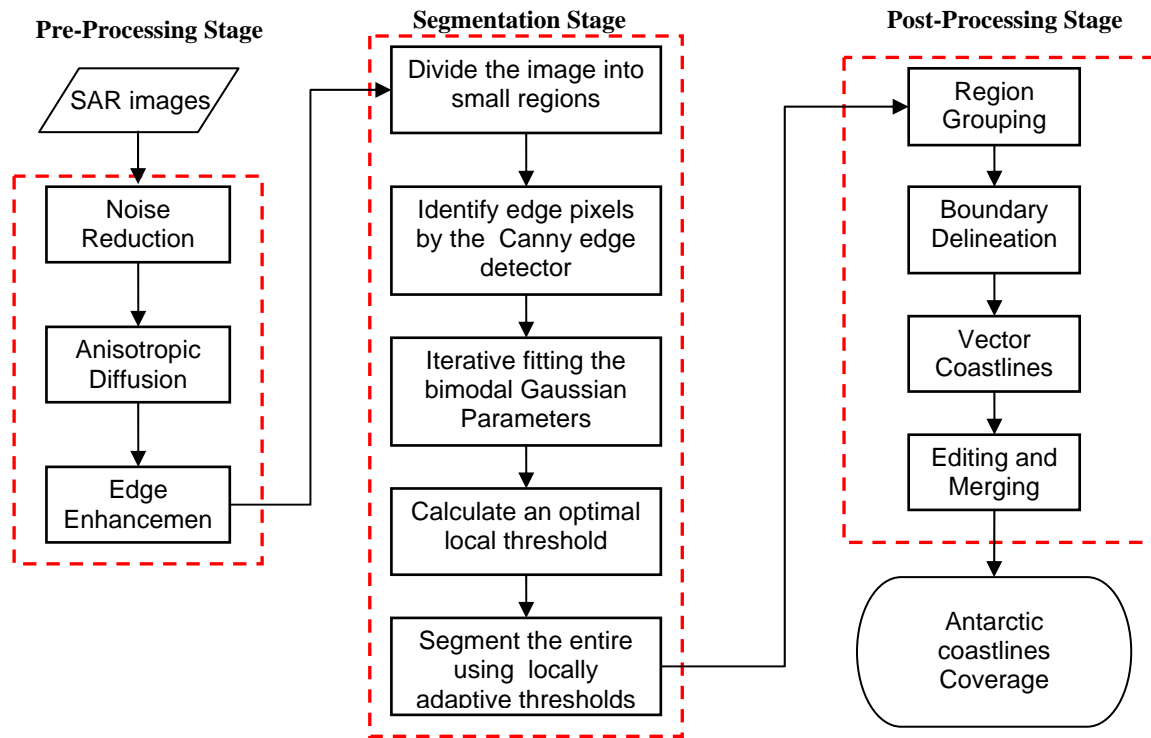 Pre-Processing Stage
SAR images
Noise
Reduction
Anisotropic
Diffusion
Edge
Enhancemen
Segmentation Stage
Divide the image into
small regions
Identify edge pixels
by the Canny edge
detector
Iterative fitting the
bimodal Gaussian
Parameters
Calculate an optimal
local threshold
Segment the entire
using locally
adaptive thresholds
Post-Processing Stage
Region
Grouping
Boundary
Delineation
Vector
Coastlines
Editing and
Merging
Antarctic
coastlines
Coverage